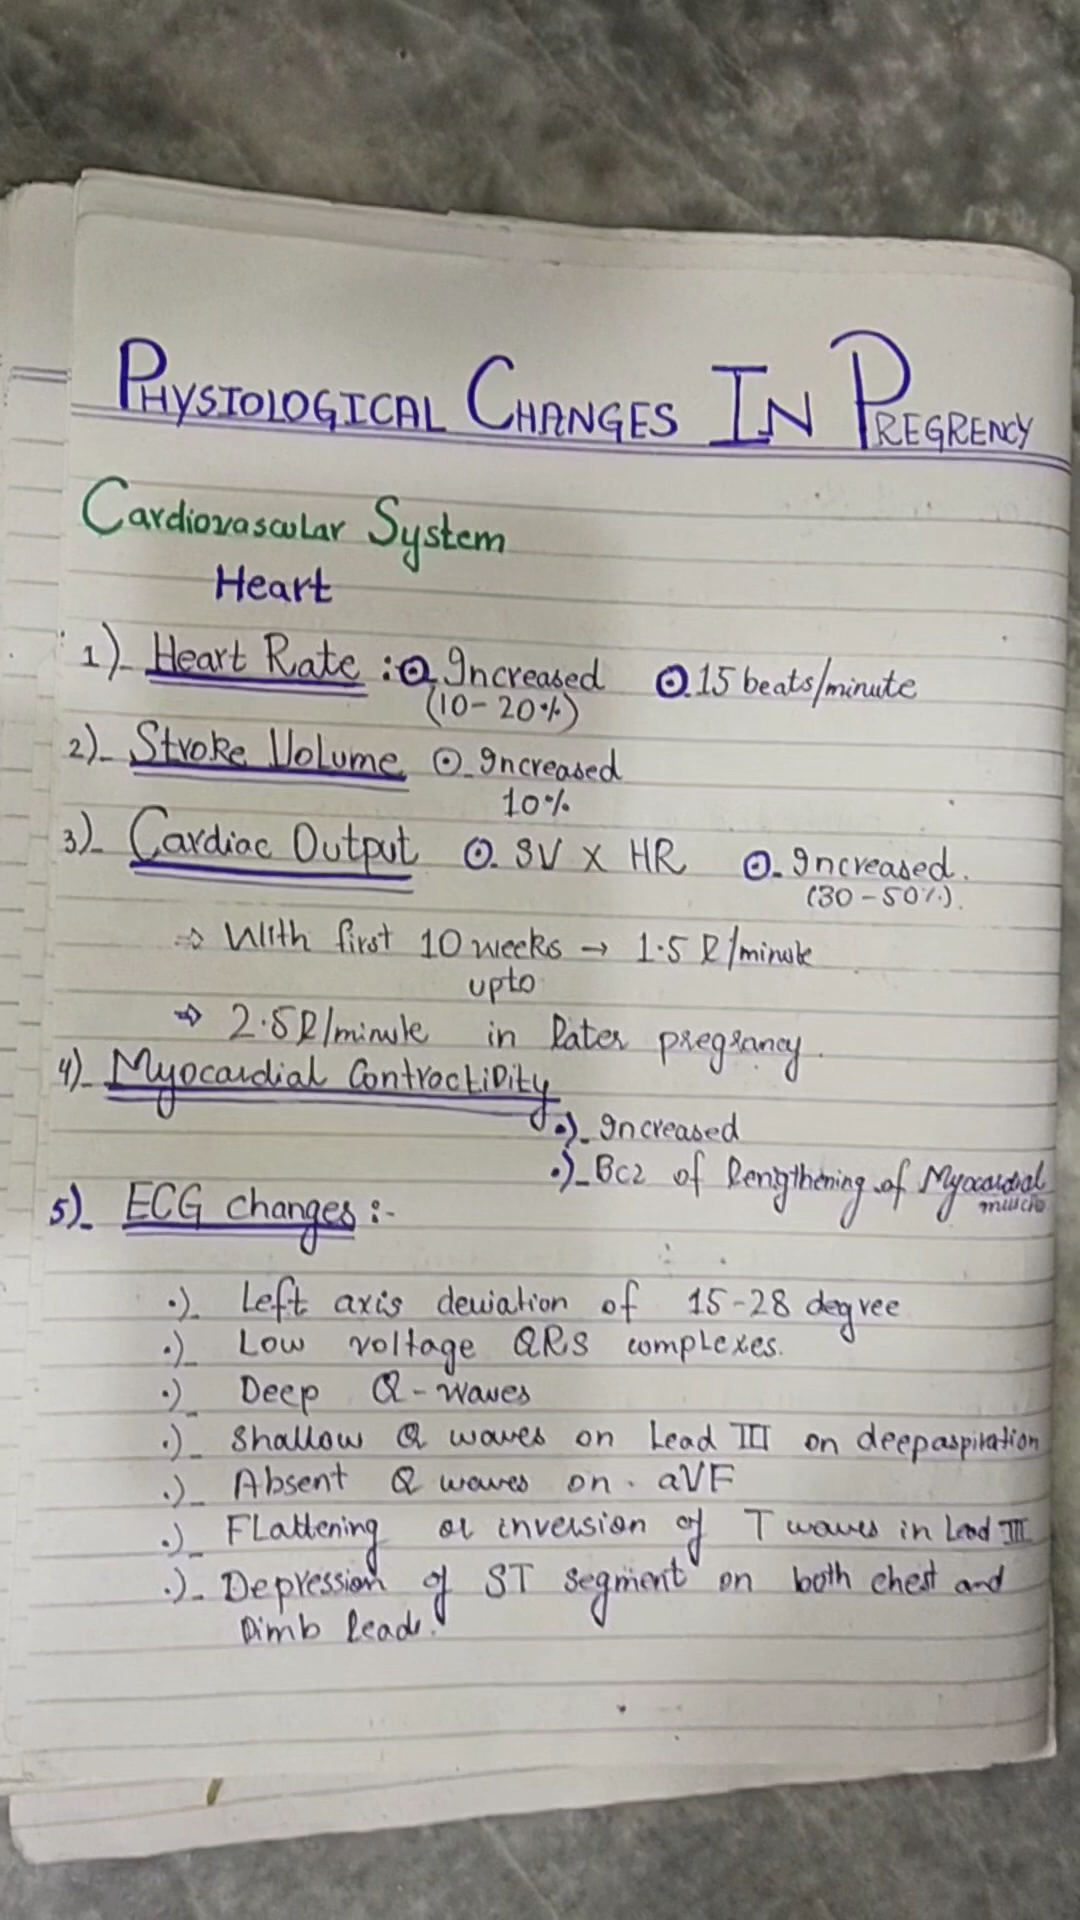 PHYSIOLOGICAL CHANGES IN PREGRENCY
Cardiovascular System
Heart
1)_ Heart Rate : ⊙_ Increased ⊙_ 15 beats/minute
(10-20%)
2)_ Stroke Volume ⊙_ Increased
10%
3)_ Cardiac Output ⊙_ SV X HR ⊙_ Increased.
(30-50%).
⇒ With first 10 weeks → 1.5 l/minute
upto
⇒ 2.5l/minute in later pregnancy.
4)_ Myocardial Contractility
•)_ Increased
•)_ Bcz of lengthening of Myocardial
muscle
5)_ ECG changes :-
•)_ Left axis deviation of 15-28 degree
•)_ Low voltage QRS complexes.
•)_ Deep Q-waves
•)_ Shallow Q waves on Lead III on deepaspiration
•)_ Absent Q waves on. aVF
•)_ Flattening or inversion of T waves in Lead III
•)_ Depression of ST segment on both chest and
limb leads.